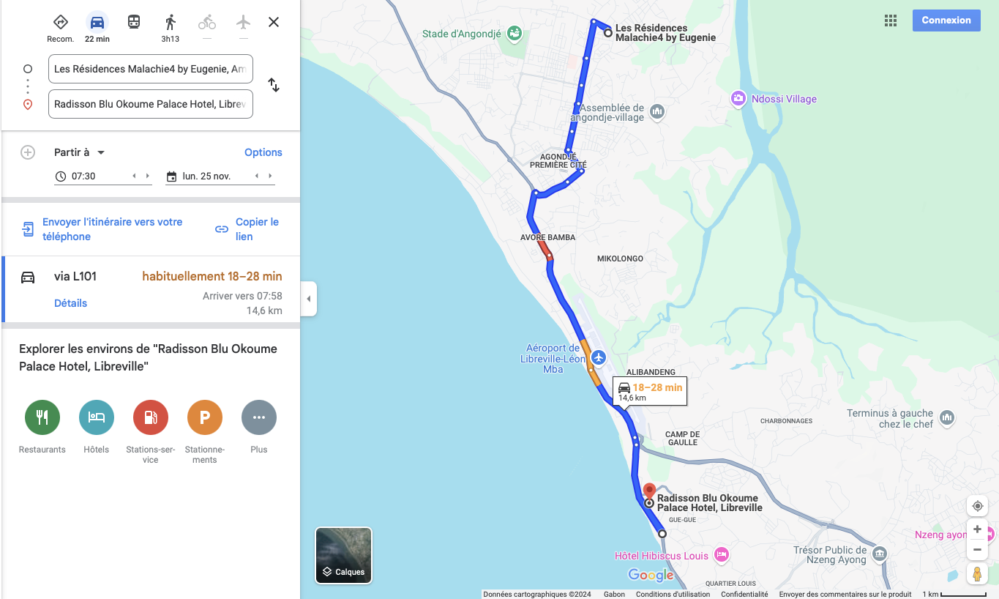 Recom.
22 min
3h13
—
—
Les Résidences Malachie4 by Eugenie, Am
Radisson Blu Okoume Palace Hotel, Librev
Partir à
Options
07:30
lun. 25 nov.
Envoyer l'itinéraire vers votre
téléphone
Copier le
lien
via L101
habituellement 18–28 min
Arriver vers 07:58
14,6 km
Détails
Explorer les environs de "Radisson Blu Okoume
Palace Hotel, Libreville"
P
Restaurants
Hôtels
Stations-ser-
vice
Stationne-
ments
Plus
Connexion
Les Résidences
Malachie4 by Eugenie
Stade d'Angondjé
Ndossi Village
Assemblée de
angondje-village
AGONDJÉ
PREMIÈRE CITÉ
AVORE BAMBA
MIKOLONGO
Aéroport de
Libreville-Léon
Mba
ALIBANDENG
18–28 min
14,6 km
CHARBONNAGES
Terminus à gauche
chez le chef
CAMP DE
GAULLE
Radisson Blu Okoume
Palace Hotel, Libreville
GUE-GUE
Nzeng ayon
Trésor Public de
Nzeng Ayong
Hôtel Hibiscus Louis
Google
QUARTIER LOUIS
Calques
Données cartographiques ©2024
Gabon
Conditions d'utilisation
Confidentialité
Envoyer des commentaires sur le produit
1 km